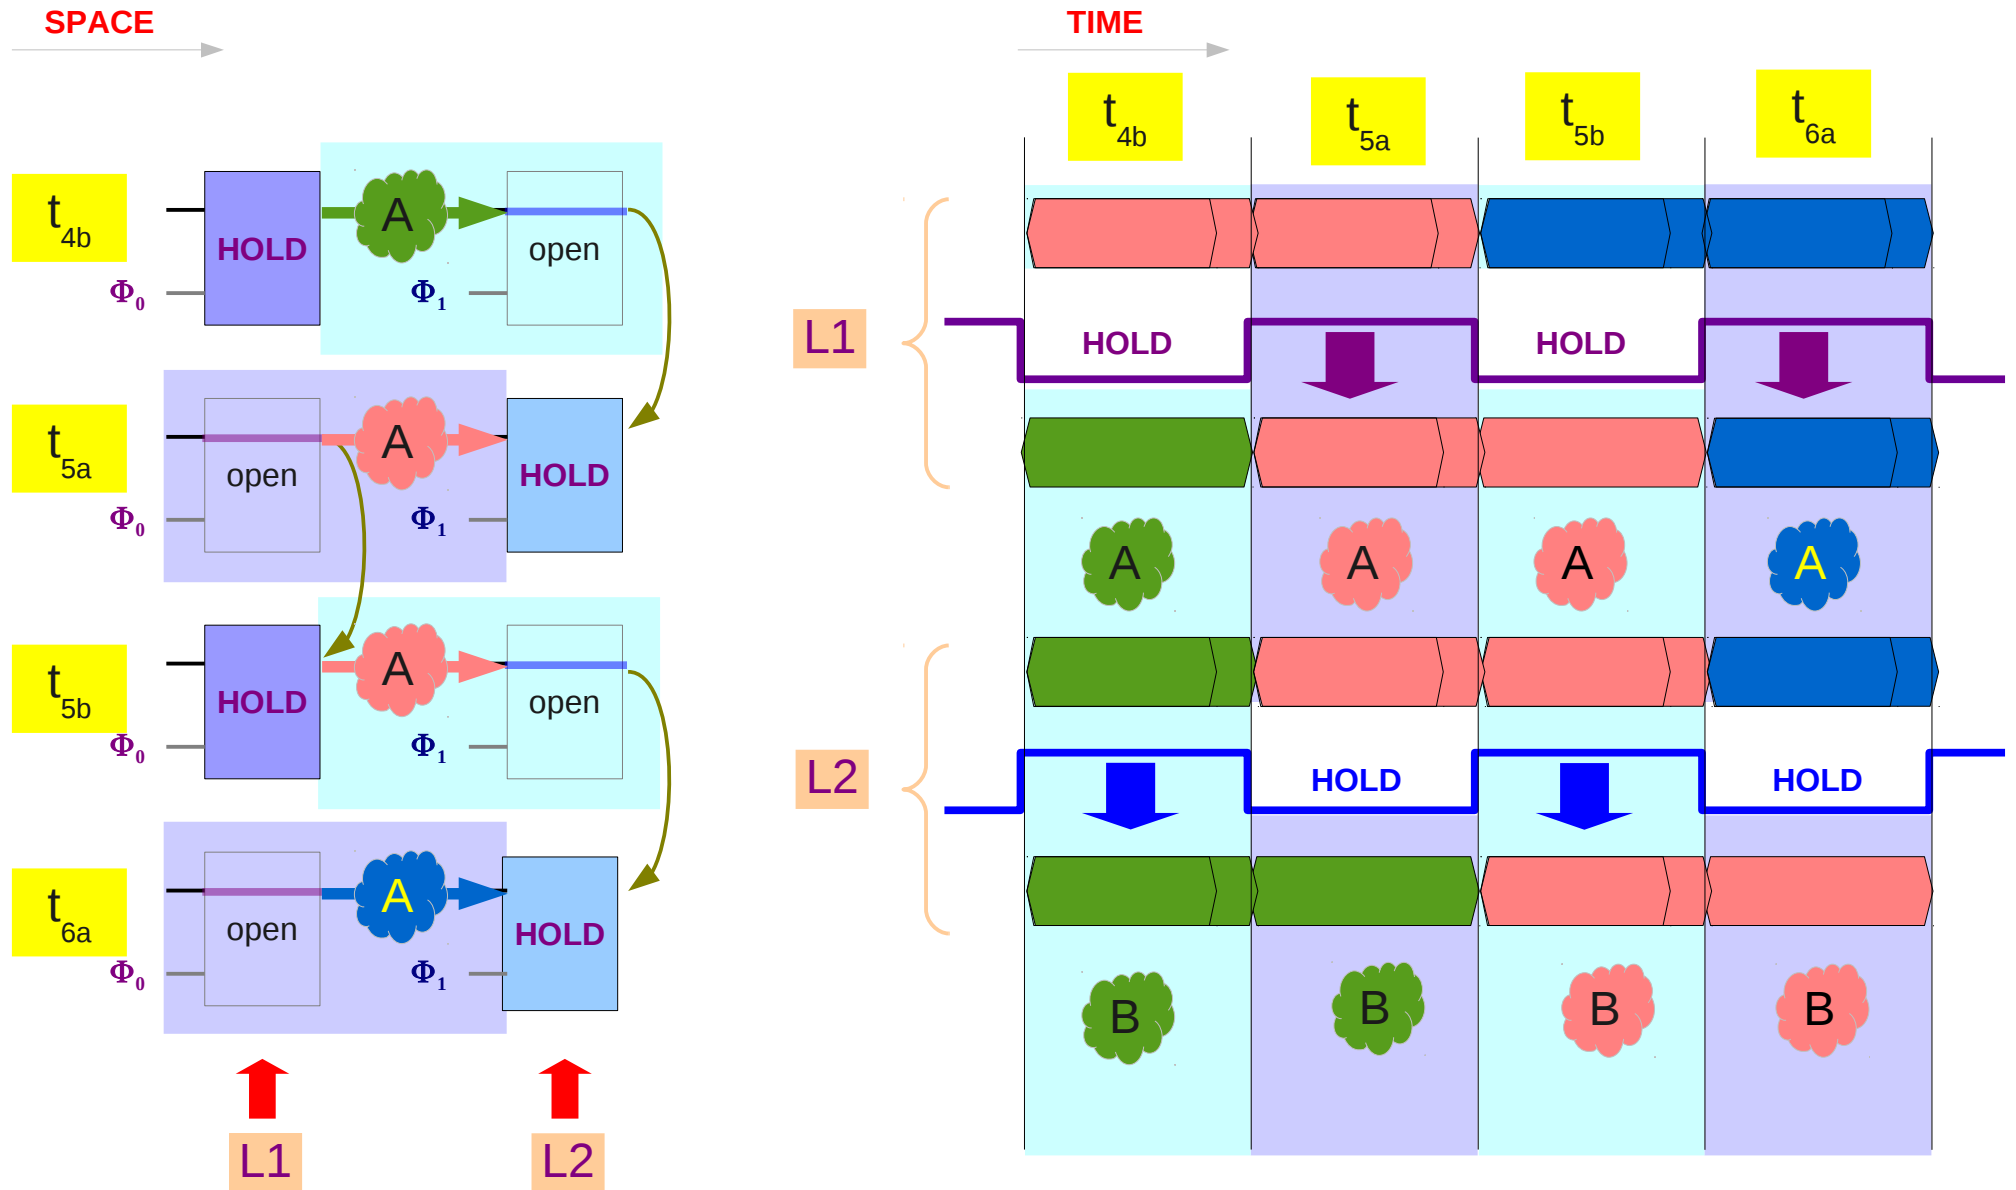 SPACE
TIME
t4b
t5a
t5b
t6a
t4b
HOLD
A
open
Φ0
Φ1
L1
HOLD
HOLD
t5a
open
A
HOLD
Φ0
Φ1
A
A
A
A
t5b
HOLD
A
open
Φ0
Φ1
L2
HOLD
HOLD
t6a
open
A
HOLD
Φ0
Φ1
B
B
B
B
L1
L2